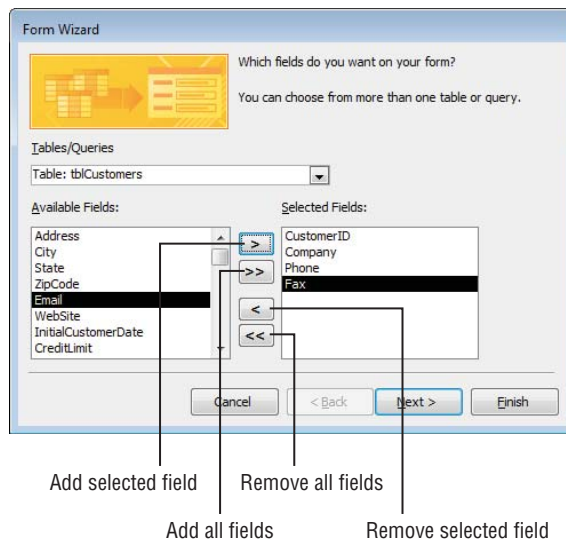 Form Wizard
Which fields do you want on your form?
You can choose from more than one table or query.
Tables/Queries
Table: tblCustomers
Available Fields:
Selected Fields:
Address
City
State
ZipCode
Email
WebSite
InitialCustomerDate
CreditLimit
>
>>
<
<<
CustomerID
Company
Phone
Fax
Cancel
< Back
Next >
Finish
Add selected field
Remove all fields
Add all fields
Remove selected field